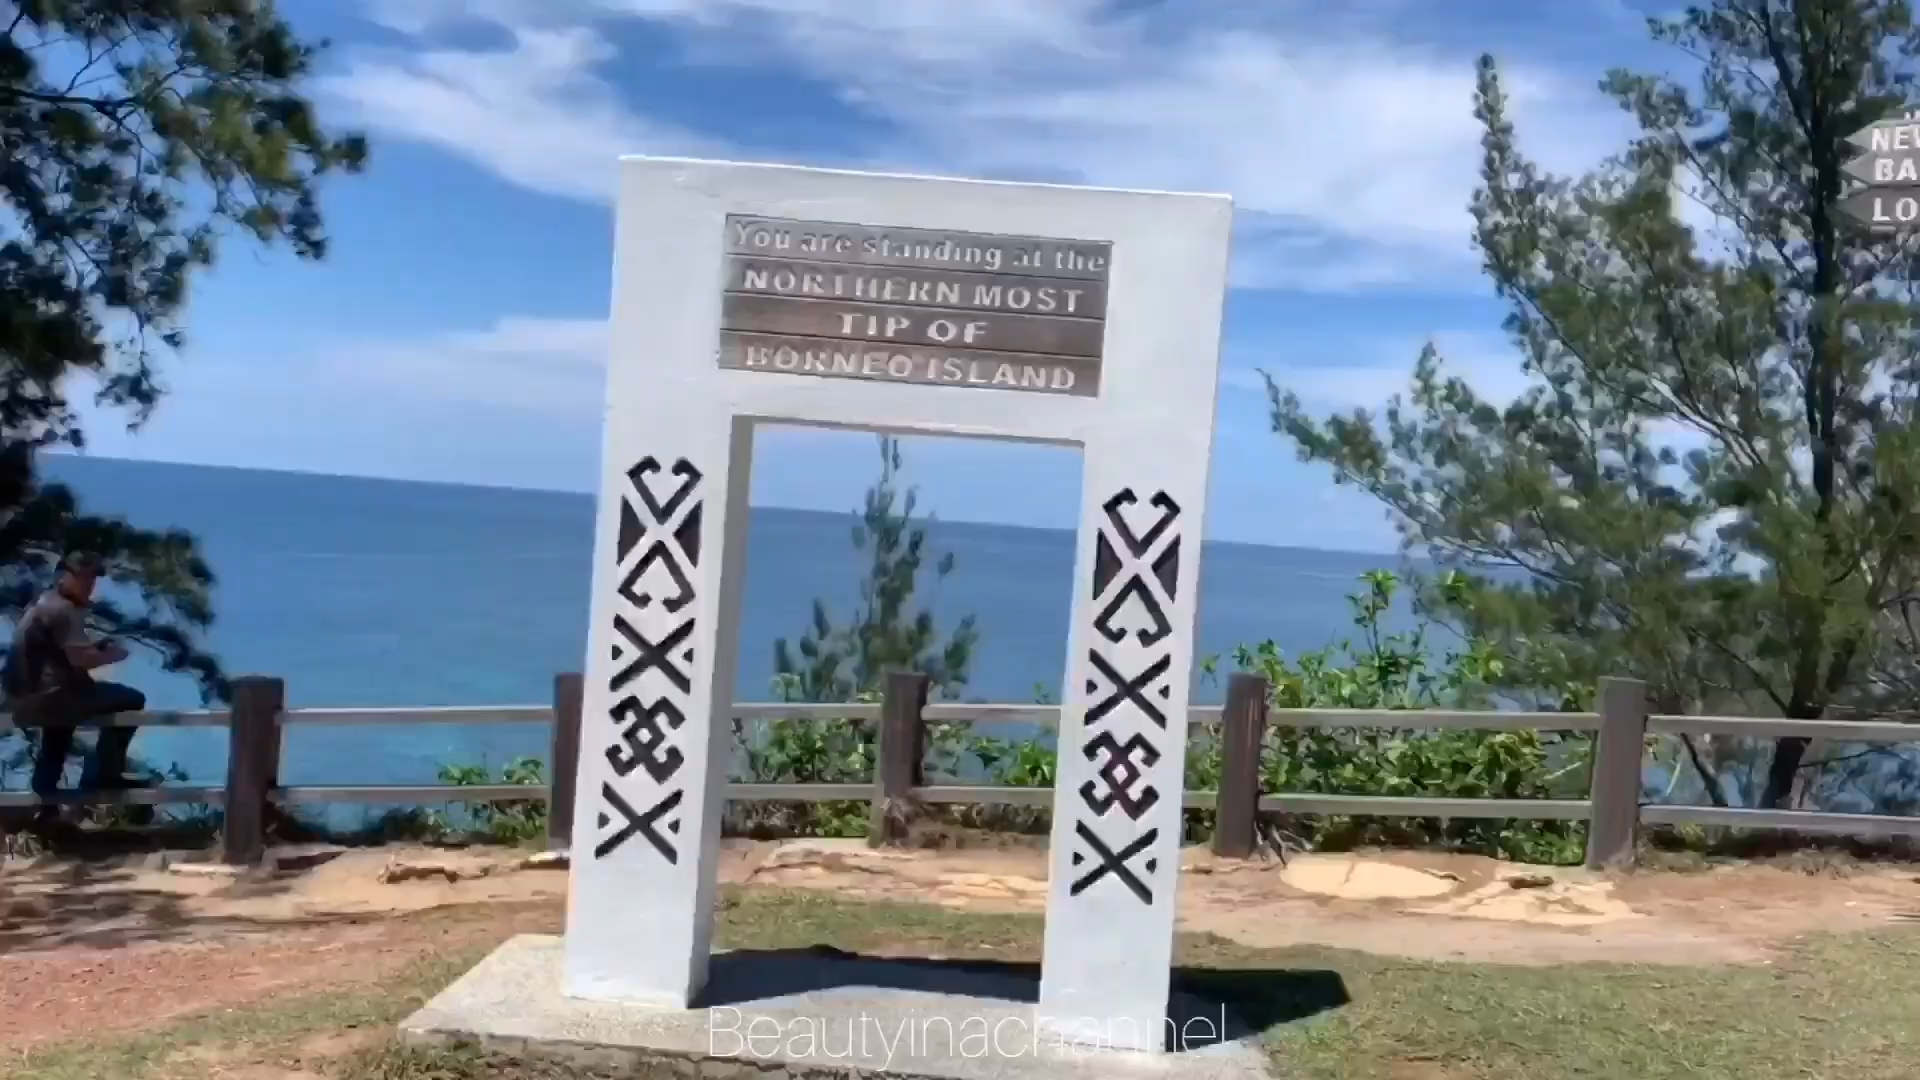 You are standing at the
NORTHERN MOST
TIP OF
BORNEO ISLAND
Beautyinachannel